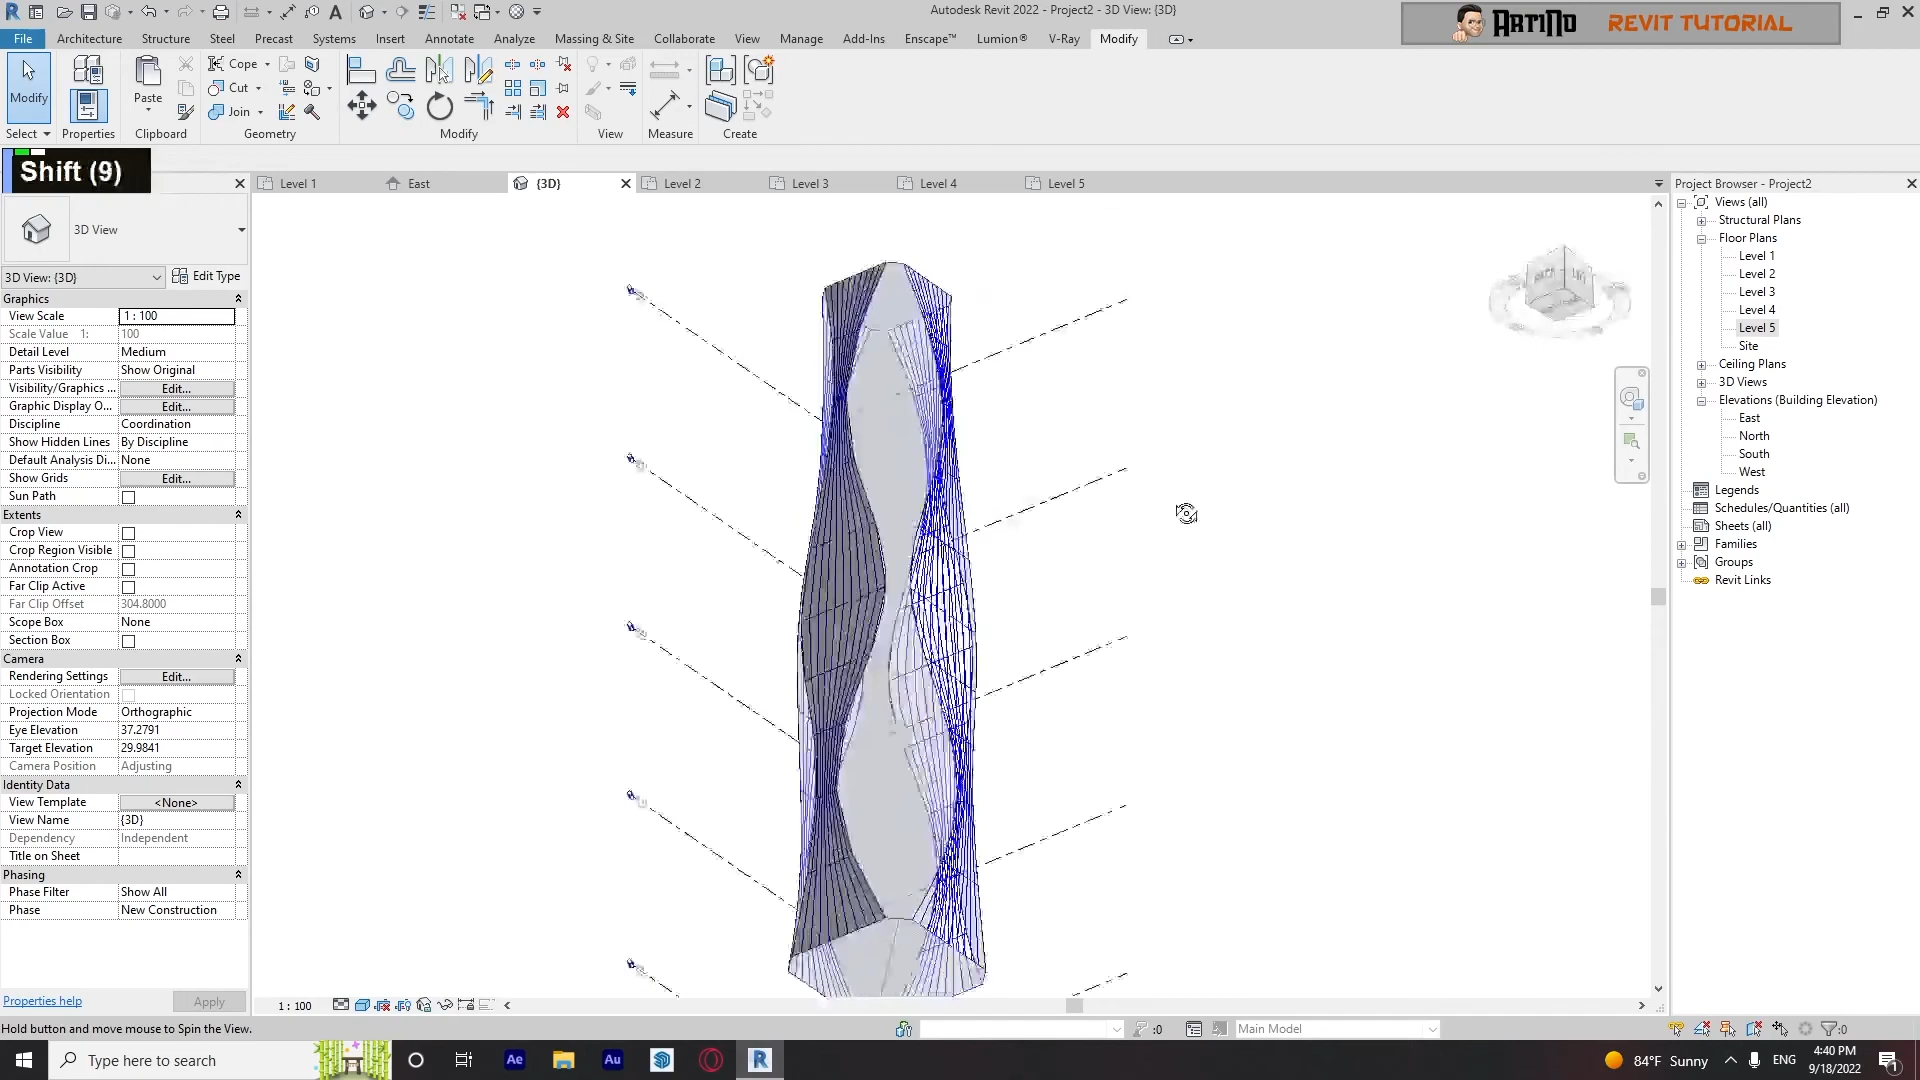 Autodesk Revit 2022 - Project2 - 3D View: {3D}
ARTINO REVIT TUTORIAL
File Architecture Structure Steel Precast Systems Insert Annotate Analyze Massing & Site Collaborate View Manage Add-Ins Enscape™ Lumion® V-Ray Modify
Modify
Paste
Cope
Cut
Join
Select Properties Clipboard Geometry Modify View Measure Create
Shift (9)
Level 1 East {3D} Level 2 Level 3 Level 4 Level 5
3D View
3D View: {3D} Edit Type
Graphics
View Scale 1 : 100
Scale Value 1: 100
Detail Level Medium
Parts Visibility Show Original
Visibility/Graphics ... Edit...
Graphic Display O... Edit...
Discipline Coordination
Show Hidden Lines By Discipline
Default Analysis Di... None
Show Grids Edit...
Sun Path
Extents
Crop View
Crop Region Visible
Annotation Crop
Far Clip Active
Far Clip Offset 304.8000
Scope Box None
Section Box
Camera
Rendering Settings Edit...
Locked Orientation
Projection Mode Orthographic
Eye Elevation 37.2791
Target Elevation 29.9841
Camera Position Adjusting
Identity Data
View Template <None>
View Name {3D}
Dependency Independent
Title on Sheet
Phasing
Phase Filter Show All
Phase New Construction
Properties help Apply
1 : 100
Project Browser - Project2
Views (all)
Structural Plans
Floor Plans
Level 1
Level 2
Level 3
Level 4
Level 5
Site
Ceiling Plans
3D Views
Elevations (Building Elevation)
East
North
South
West
Legends
Schedules/Quantities (all)
Sheets (all)
Families
Groups
Revit Links
Hold button and move mouse to Spin the View.
:0 Main Model :0
Type here to search
Ae Au R
84°F Sunny ENG
4:40 PM
9/18/2022
1